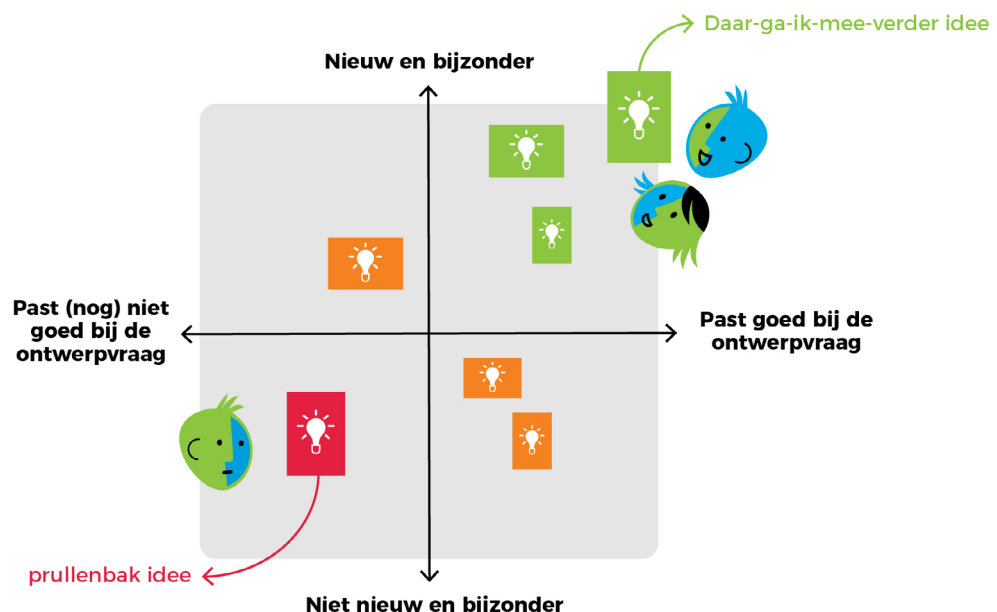 Daar-ga-ik-mee-verder idee
Nieuw en bijzonder
Past (nog) niet
goed bij de
ontwerpvraag
Past goed bij de
ontwerpvraag
prullenbak idee
Niet nieuw en bijzonder